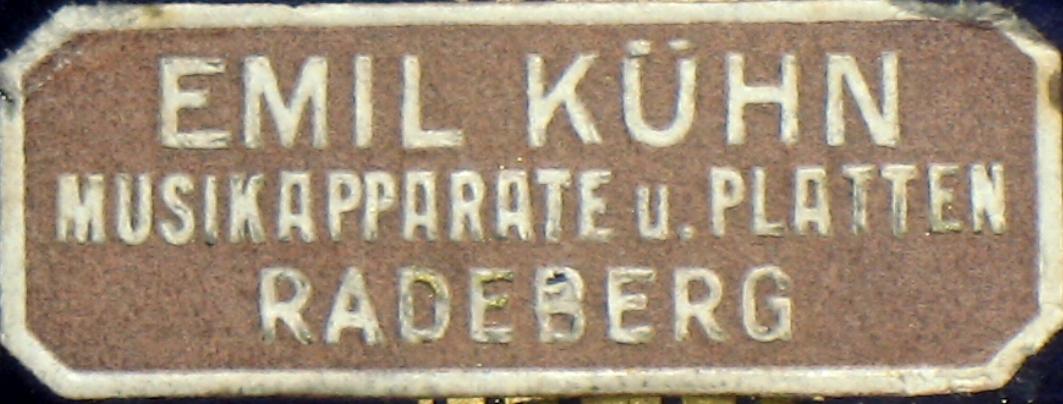 EMIL KÜHN
MUSIKAPPARATE u. PLATTEN
RADEBERG